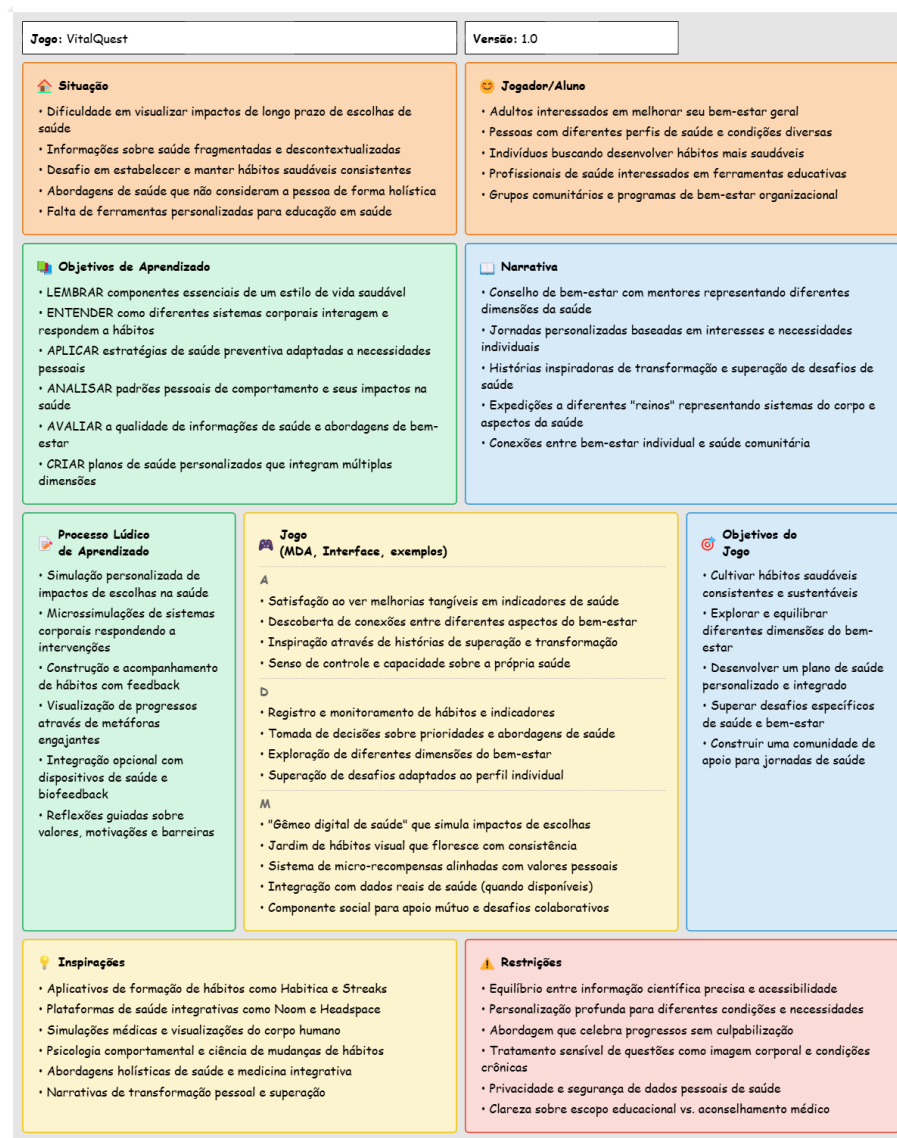 Jogo: VitalQuest
Versão: 1.0
Situação
• Dificuldade em visualizar impactos de longo prazo de escolhas de
saúde
• Informações sobre saúde fragmentadas e descontextualizadas
• Desafio em estabelecer e manter hábitos saudáveis consistentes
• Abordagens de saúde que não consideram a pessoa de forma holística
• Falta de ferramentas personalizadas para educação em saúde
Jogador/Aluno
• Adultos interessados em melhorar seu bem-estar geral
• Pessoas com diferentes perfis de saúde e condições diversas
• Indivíduos buscando desenvolver hábitos mais saudáveis
• Profissionais de saúde interessados em ferramentas educativas
• Grupos comunitários e programas de bem-estar organizacional
Objetivos de Aprendizado
• LEMBRAR componentes essenciais de um estilo de vida saudável
• ENTENDER como diferentes sistemas corporais interagem e
respondem a hábitos
• APLICAR estratégias de saúde preventiva adaptadas a necessidades
pessoais
• ANALISAR padrões pessoais de comportamento e seus impactos na
saúde
• AVALIAR a qualidade de informações de saúde e abordagens de bem-
estar
• CRIAR planos de saúde personalizados que integram múltiplas
dimensões
Narrativa
• Conselho de bem-estar com mentores representando diferentes
dimensões da saúde
• Jornadas personalizadas baseadas em interesses e necessidades
individuais
• Histórias inspiradoras de transformação e superação de desafios de
saúde
• Expedições a diferentes "reinos" representando sistemas do corpo e
aspectos da saúde
• Conexões entre bem-estar individual e saúde comunitária
Processo Lúdico
de Aprendizado
• Simulação personalizada de
impactos de escolhas na saúde
• Microssimulações de sistemas
corporais respondendo a
intervenções
• Construção e acompanhamento
de hábitos com feedback
• Visualização de progressos
através de metáforas
engajantes
• Integração opcional com
dispositivos de saúde e
biofeedback
• Reflexões guiadas sobre
valores, motivações e barreiras
Jogo
(MDA, Interface, exemplos)
A
• Satisfação ao ver melhorias tangíveis em indicadores de saúde
• Descoberta de conexões entre diferentes aspectos do bem-estar
• Inspiração através de histórias de superação e transformação
• Senso de controle e capacidade sobre a própria saúde
D
• Registro e monitoramento de hábitos e indicadores
• Tomada de decisões sobre prioridades e abordagens de saúde
• Exploração de diferentes dimensões do bem-estar
• Superação de desafios adaptados ao perfil individual
M
• "Gêmeo digital de saúde" que simula impactos de escolhas
• Jardim de hábitos visual que floresce com consistência
• Sistema de micro-recompensas alinhadas com valores pessoais
• Integração com dados reais de saúde (quando disponíveis)
• Componente social para apoio mútuo e desafios colaborativos
Objetivos do
Jogo
• Cultivar hábitos saudáveis
consistentes e sustentáveis
• Explorar e equilibrar
diferentes dimensões do bem-
estar
• Desenvolver um plano de saúde
personalizado e integrado
• Superar desafios específicos
de saúde e bem-estar
• Construir uma comunidade de
apoio para jornadas de saúde
Inspirações
• Aplicativos de formação de hábitos como Habitica e Streaks
• Plataformas de saúde integrativas como Noom e Headspace
• Simulações médicas e visualizações do corpo humano
• Psicologia comportamental e ciência de mudanças de hábitos
• Abordagens holísticas de saúde e medicina integrativa
• Narrativas de transformação pessoal e superação
Restrições
• Equilíbrio entre informação científica precisa e acessibilidade
• Personalização profunda para diferentes condições e necessidades
• Abordagem que celebra progressos sem culpabilização
• Tratamento sensível de questões como imagem corporal e condições
crônicas
• Privacidade e segurança de dados pessoais de saúde
• Clareza sobre escopo educacional vs. aconselhamento médico